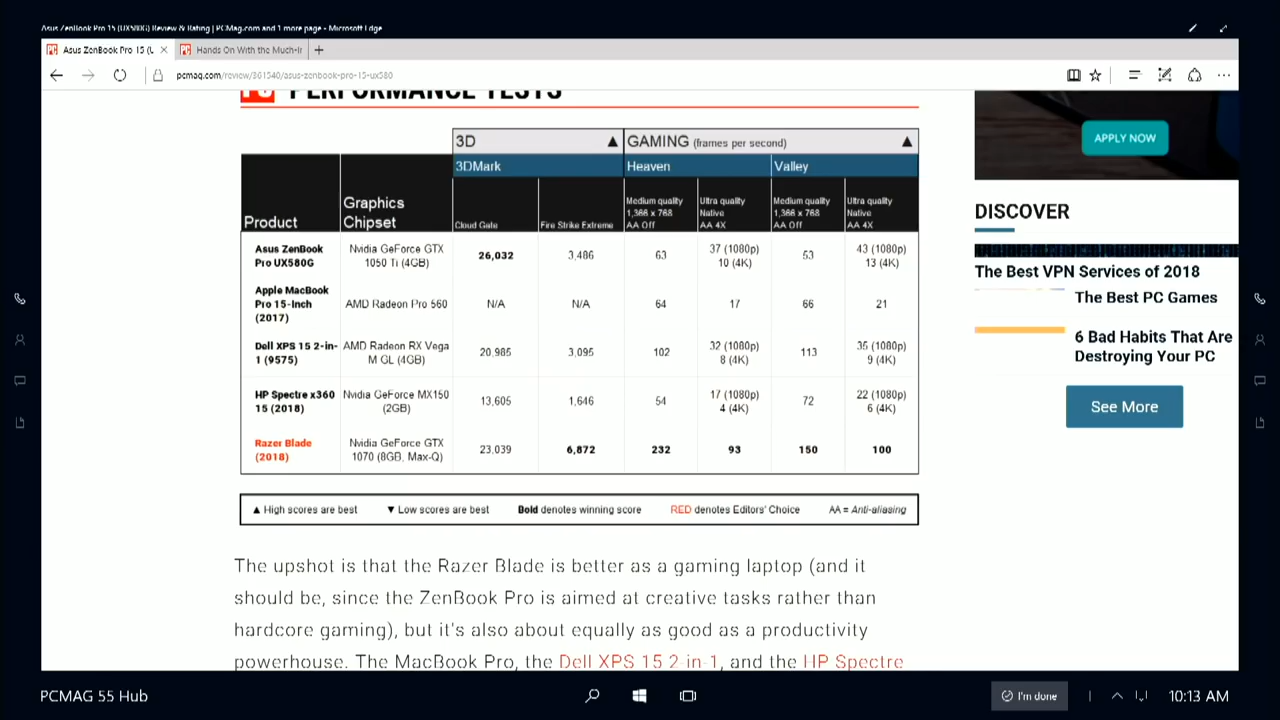 Asus ZenBook Pro 15 (UX580G) Review & Rating | PCMag.com and 1 more page - Microsoft Edge
Asus ZenBook Pro 15 (U
Hands On With the Much-Ir
pcmag.com/review/361540/asus-zenbook-pro-15-ux580
PERFORMANCE TESTS
3D ▲ GAMING (frames per second) ▲
3DMark Heaven Valley
Product Graphics Chipset Cloud Gate Fire Strike Extreme Medium quality 1,366 x 768 AA Off Ultra quality Native AA 4X Medium quality 1,366 x 768 AA Off Ultra quality Native AA 4X
Asus ZenBook Pro UX580G Nvidia GeForce GTX 1050 Ti (4GB) 26,032 3,486 63 37 (1080p) 10 (4K) 53 43 (1080p) 13 (4K)
Apple MacBook Pro 15-Inch (2017) AMD Radeon Pro 560 N/A N/A 64 17 66 21
Dell XPS 15 2-in-1 (9575) AMD Radeon RX Vega M GL (4GB) 20,985 3,095 102 32 (1080p) 8 (4K) 113 35 (1080p) 9 (4K)
HP Spectre x360 15 (2018) Nvidia GeForce MX150 (2GB) 13,605 1,646 54 17 (1080p) 4 (4K) 72 22 (1080p) 6 (4K)
Razer Blade (2018) Nvidia GeForce GTX 1070 (8GB, Max-Q) 23,039 6,872 232 93 150 100
▲ High scores are best ▼ Low scores are best Bold denotes winning score RED denotes Editors' Choice AA = Anti-aliasing
The upshot is that the Razer Blade is better as a gaming laptop (and it
should be, since the ZenBook Pro is aimed at creative tasks rather than
hardcore gaming), but it's also about equally as good as a productivity
powerhouse. The MacBook Pro, the Dell XPS 15 2-in-1, and the HP Spectre
APPLY NOW
DISCOVER
The Best VPN Services of 2018
The Best PC Games
6 Bad Habits That Are
Destroying Your PC
See More
PCMAG 55 Hub
I'm done
10:13 AM